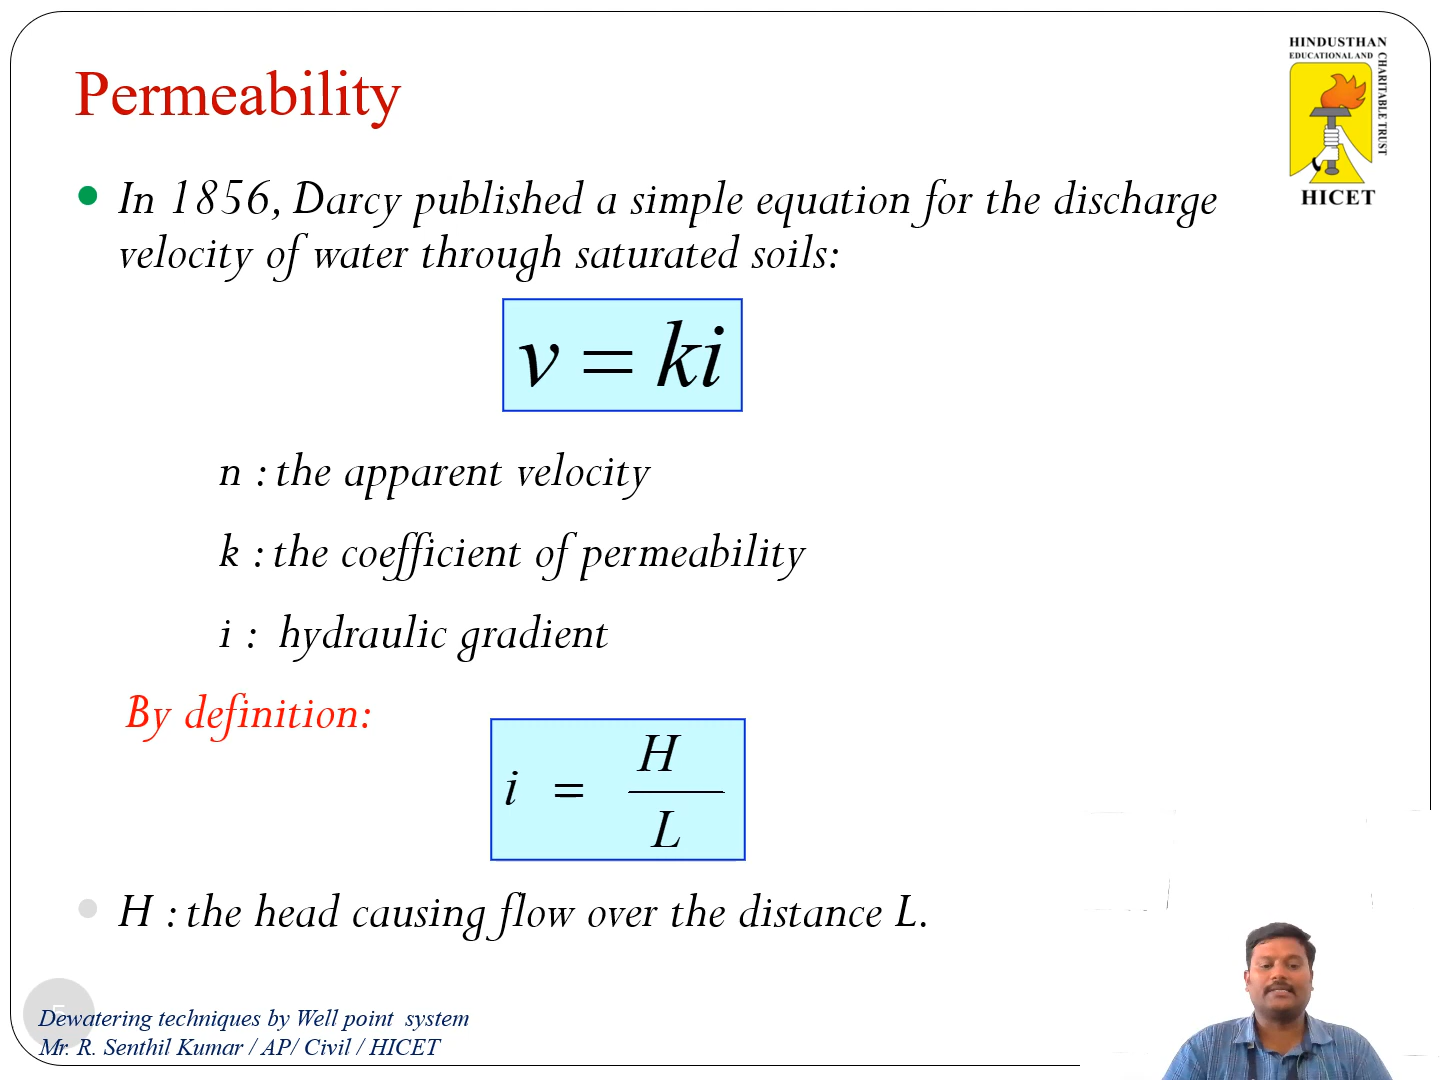 HINDUSTHAN
EDUCATIONAL AND
CHARITABLE TRUST
HICET
Permeability
In 1856, Darcy published a simple equation for the discharge
velocity of water through saturated soils:
v = ki
n : the apparent velocity
k : the coefficient of permeability
i : hydraulic gradient
By definition:
i = H
L
H : the head causing flow over the distance L.
5
Dewatering techniques by Well point system
Mr. R. Senthil Kumar / AP/ Civil / HICET